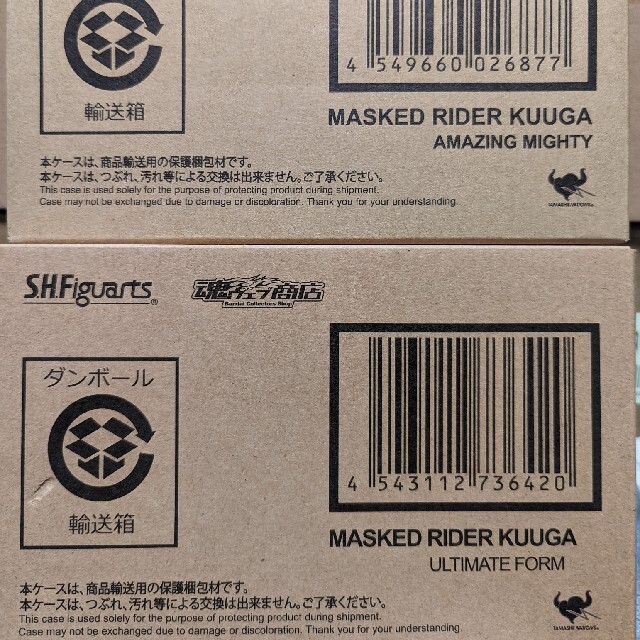 輸送箱
4 549660 026877
MASKED RIDER KUUGA
AMAZING MIGHTY
本ケースは、商品輸送用の保護梱包材です。
本ケースは、つぶれ、汚れ等による交換は出来ません。ご了承ください。
This case is used solely for the purpose of protecting product during shipment.
Case may not be exchanged due to damage or discoloration. Thank you for your understanding.
TAMASHII NATIONS
S.H.Figuarts®
魂ウェブ商店
Bandai Collectors Shop
ダンボール
輸送箱
4 543112 736420
MASKED RIDER KUUGA
ULTIMATE FORM
本ケースは、商品輸送用の保護梱包材です。
本ケースは、つぶれ、汚れ等による交換は出来ません。ご了承ください。
This case is used solely for the purpose of protecting product during shipment.
Case may not be exchanged due to damage or discoloration. Thank you for your understanding.
TAMASHII NATIONS